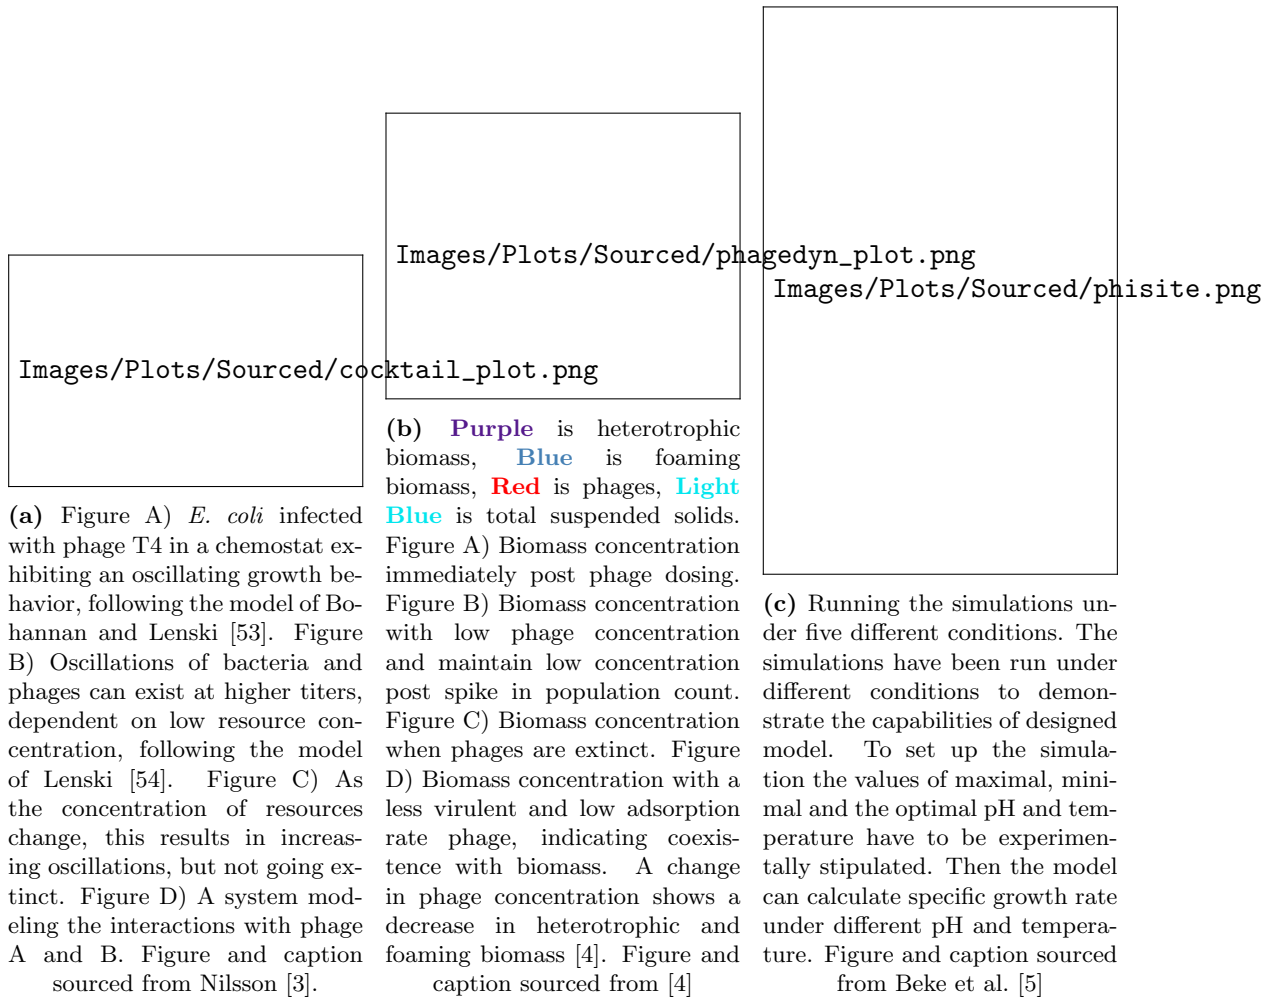 Images/Plots/Sourced/cocktail_plot.png
(a) Figure A) E. coli infected
with phage T4 in a chemostat ex-
hibiting an oscillating growth be-
havior, following the model of Bo-
hannan and Lenski [53]. Figure
B) Oscillations of bacteria and
phages can exist at higher titers,
dependent on low resource con-
centration, following the model
of Lenski [54]. Figure C) As
the concentration of resources
change, this results in increas-
ing oscillations, but not going ex-
tinct. Figure D) A system mod-
eling the interactions with phage
A and B. Figure and caption
sourced from Nilsson [3].
Images/Plots/Sourced/phagedyn_plot.png
(b) Purple is heterotrophic
biomass, Blue is foaming
biomass, Red is phages, Light
Blue is total suspended solids.
Figure A) Biomass concentration
immediately post phage dosing.
Figure B) Biomass concentration
with low phage concentration
and maintain low concentration
post spike in population count.
Figure C) Biomass concentration
when phages are extinct. Figure
D) Biomass concentration with a
less virulent and low adsorption
rate phage, indicating coexis-
tence with biomass. A change
in phage concentration shows a
decrease in heterotrophic and
foaming biomass [4]. Figure and
caption sourced from [4]
Images/Plots/Sourced/phisite.png
(c) Running the simulations un-
der five different conditions. The
simulations have been run under
different conditions to demon-
strate the capabilities of designed
model. To set up the simula-
tion the values of maximal, mini-
mal and the optimal pH and tem-
perature have to be experimen-
tally stipulated. Then the model
can calculate specific growth rate
under different pH and tempera-
ture. Figure and caption sourced
from Beke et al. [5]